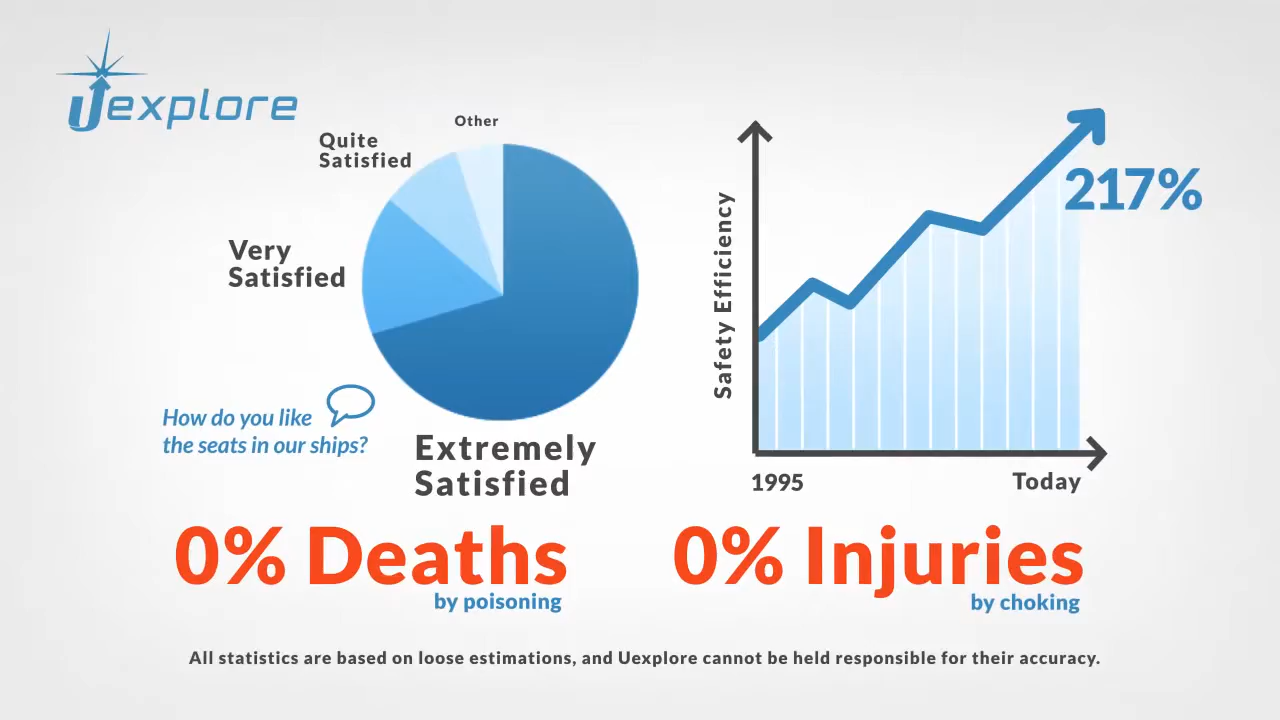 Uexplore
Other
Quite
Satisfied
Very
Satisfied
How do you like
the seats in our ships?
Extremely
Satisfied
217%
Safety Efficiency
1995
Today
0% Deaths
by poisoning
0% Injuries
by choking
All statistics are based on loose estimations, and Uexplore cannot be held responsible for their accuracy.